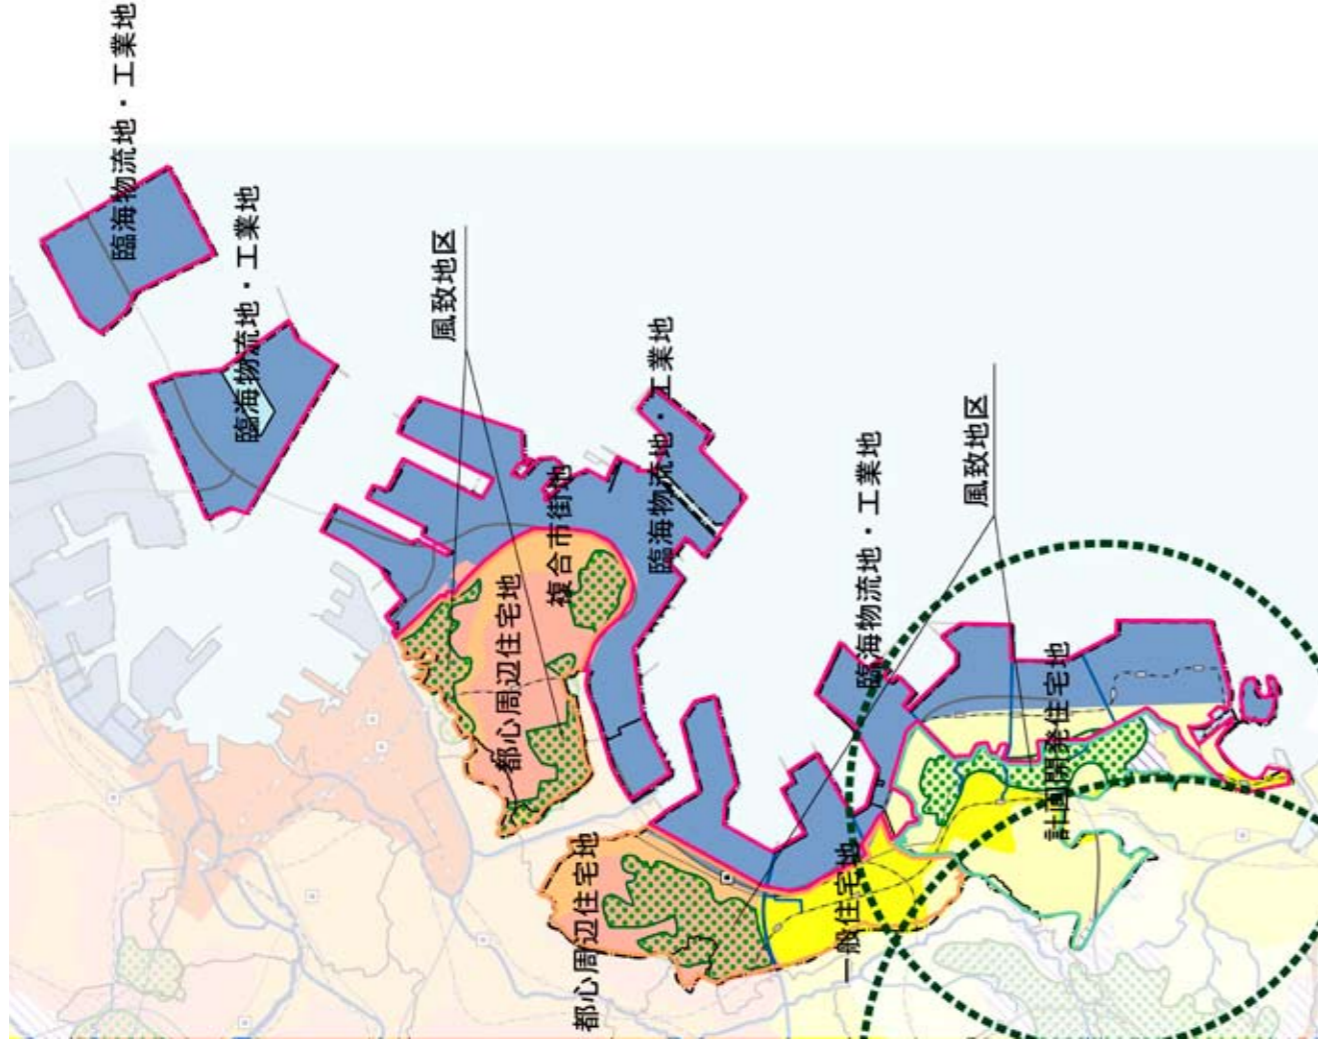 臨海物流地・工業地
臨海物流地・工業地
風致地区
臨海物流地・工業地
複合市街地
都心周辺住宅地
風致地区
臨海物流地・工業地
計画開発住宅地
都心周辺住宅地
一般住宅地